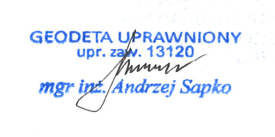 GEODETA UPRAWNIONY
upr. zaw. 13120
mgr inż. Andrzej Sapko